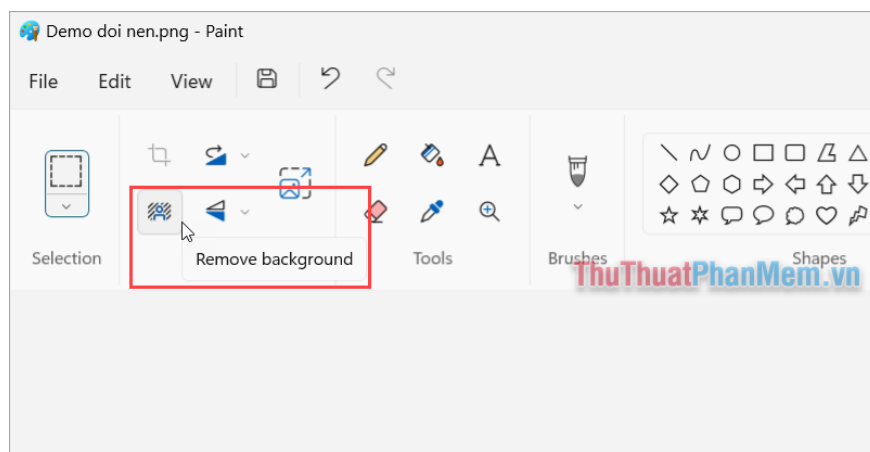 Demo doi nen.png - Paint
File Edit View
A
Remove background
Selection Tools Brushes Shapes
ThuThuatPhanMem.vn